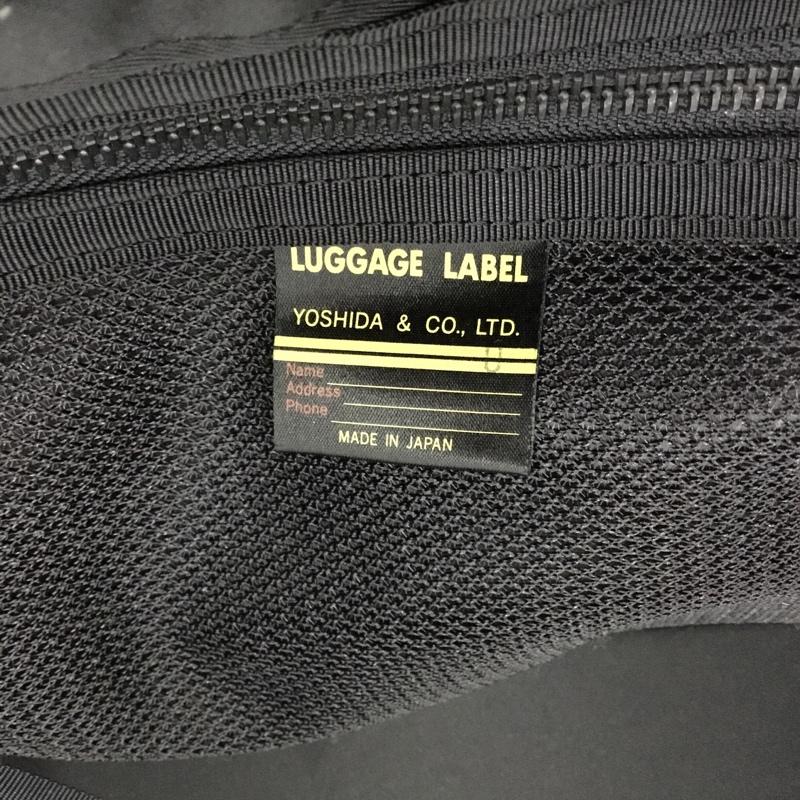 LUGGAGE LABEL
YOSHIDA & CO., LTD.
Name
Address
Phone
MADE IN JAPAN